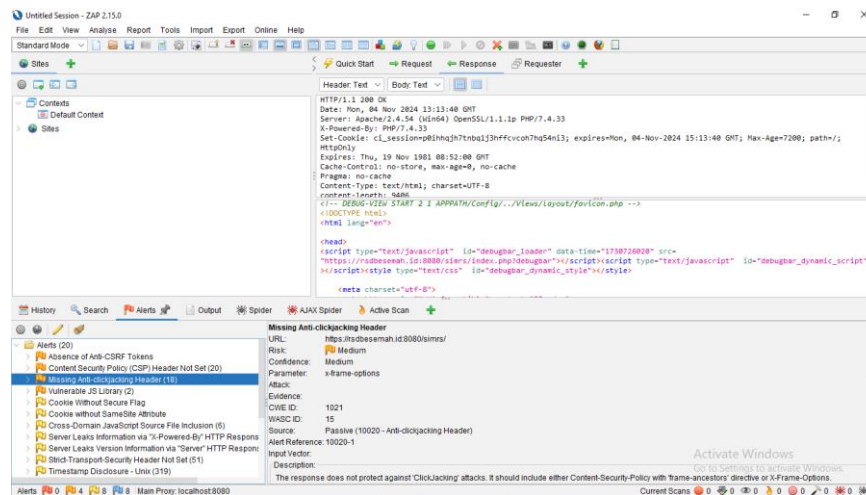 Untitled Session - ZAP 2.15.0
File Edit View Analyse Report Tools Import Export Online Help
Standard Mode
Sites
Quick Start Request Response Requester
Header: Text Body: Text
Contexts
Default Context
Sites
HTTP/1.1 200 OK
Date: Mon, 04 Nov 2024 13:13:40 GMT
Server: Apache/2.4.54 (Win64) OpenSSL/1.1.1p PHP/7.4.33
X-Powered-By: PHP/7.4.33
Set-Cookie: expires=Mon, 04-Nov-2024 15:13:40 GMT; Max-Age=7200; path=/;
HttpOnly
Expires: Thu, 19 Nov 1981 08:52:00 GMT
Cache-Control: no-store, max-age=0, no-cache
Pragma: no-cache
Content-Type: text/html; charset=UTF-8
content-length: 9406
<!-- DEBUG-VIEW START 2 1 APPPATH/Config/../Views/layout/favicon.php -->
<!DOCTYPE html>
<html lang="en">
<head>
<script type="text/javascript" id="debugbar_loader" data-time="1730726020" src=
"https://rsdbesemah.id:8080/simrs/index.php?debugbar"></script><script type="text/javascript" id="debugbar_dynamic_script"
></script><style type="text/css" id="debugbar_dynamic_style"></style>
<meta charset="utf-8">
History Search Alerts Output Spider AJAX Spider Active Scan
Alerts (20)
Absence of Anti-CSRF Tokens
Content Security Policy (CSP) Header Not Set (20)
Missing Anti-clickjacking Header (18)
Vulnerable JS Library (2)
Cookie Without Secure Flag
Cookie without SameSite Attribute
Cross-Domain JavaScript Source File Inclusion (6)
Server Leaks Information via "X-Powered-By" HTTP Respons
Server Leaks Version Information via "Server" HTTP Respons
Strict-Transport-Security Header Not Set (51)
Timestamp Disclosure - Unix (319)
Missing Anti-clickjacking Header
URL: https://rsdbesemah.id:8080/simrs/
Risk: Medium
Confidence: Medium
Parameter: x-frame-options
Attack:
Evidence:
CWE ID: 1021
WASC ID: 15
Source: Passive (10020 - Anti-clickjacking Header)
Alert Reference: 10020-1
Input Vector:
Description:
The response does not protect against 'ClickJacking' attacks. It should include either Content-Security-Policy with 'frame-ancestors' directive or X-Frame-Options.
Activate Windows
Go to Settings to activate Windows.
Alerts 0 4 8 8 Main Proxy: localhost:8080
Current Scans 0 0 0 0 0 0 0